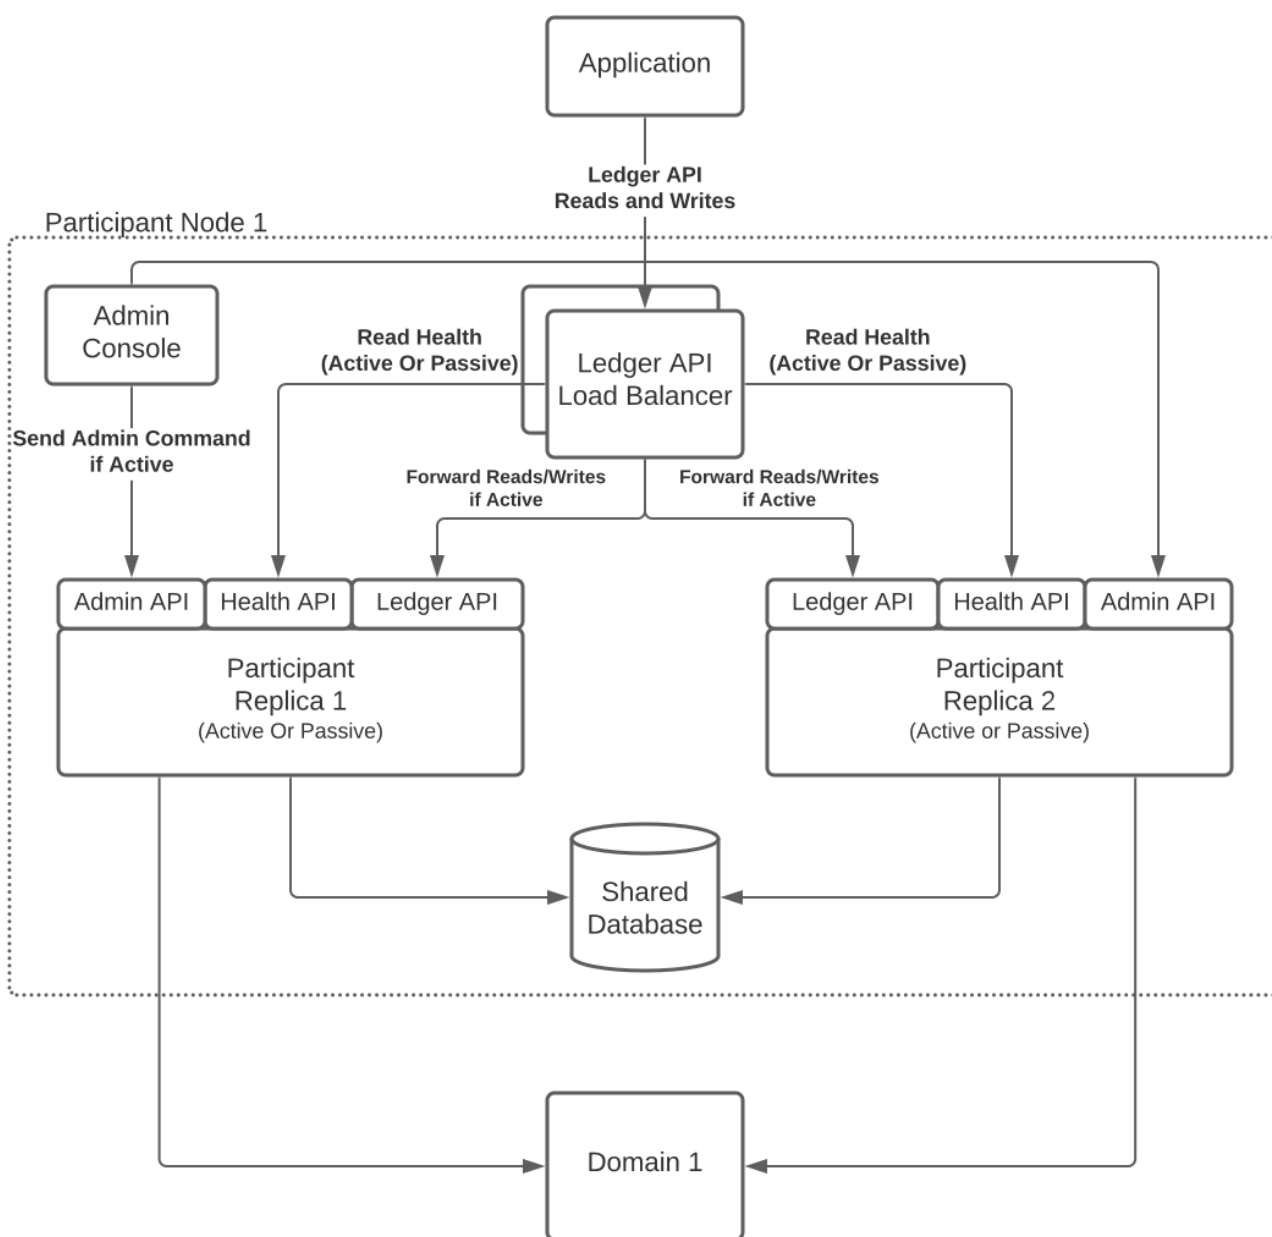 Application
Ledger API
Reads and Writes
Participant Node 1
Admin
Console
Read Health
(Active Or Passive)
Ledger API
Load Balancer
Read Health
(Active Or Passive)
Send Admin Command
if Active
Forward Reads/Writes
if Active
Forward Reads/Writes
if Active
Admin API
Health API
Ledger API
Ledger API
Health API
Admin API
Participant
Replica 1
(Active Or Passive)
Participant
Replica 2
(Active or Passive)
Shared
Database
Domain 1